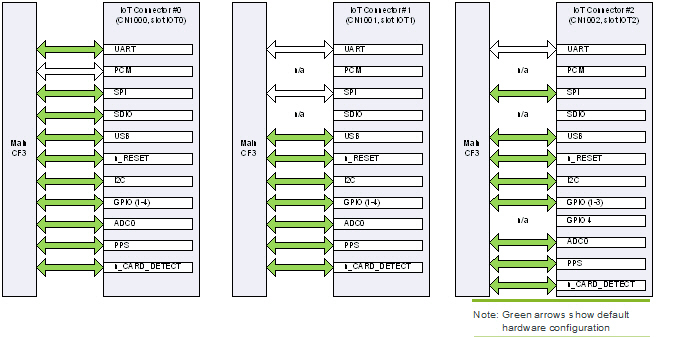 IoT Connector #0
(CN1000, slot IOT0)
Main
CF3
UART
PCM
SPI
SDIO
USB
n_RESET
I2C
GPIO (1-4)
ADC0
PPS
n_CARD_DETECT
IoT Connector #1
(CN1001, slot IOT1)
Main
CF3
UART
n/a
PCM
SPI
n/a
SDIO
USB
n_RESET
I2C
GPIO (1-4)
ADC0
PPS
n_CARD_DETECT
IoT Connector #2
(CN1002, slot IOT2)
Main
CF3
UART
n/a
PCM
SPI
n/a
SDIO
USB
n_RESET
I2C
GPIO (1-3)
n/a
GPIO 4
ADC0
PPS
n_CARD_DETECT
Note: Green arrows show default
hardware configuration